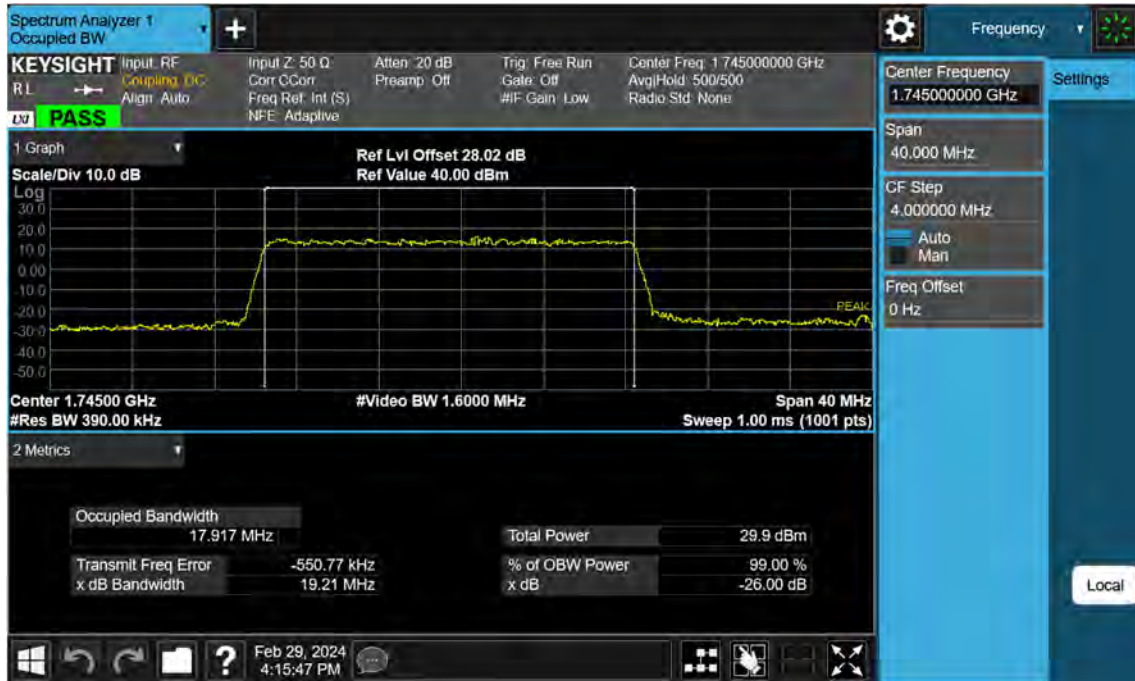 Spectrum Analyzer 1
Occupied BW
+
Frequency
KEYSIGHT
R L
LXI PASS
Input: RF
Coupling: DC
Align: Auto
Input Z: 50 Ω
Corr CCorr
Freq Ref: Int (S)
NFE: Adaptive
Atten: 20 dB
Preamp: Off
Trig: Free Run
Gate: Off
#IF Gain: Low
Center Freq: 1.745000000 GHz
Avg|Hold: 500/500
Radio Std: None
Center Frequency
1.745000000 GHz
Settings
Span
40.000 MHz
CF Step
4.000000 MHz
Auto
Man
Freq Offset
0 Hz
1 Graph
Scale/Div 10.0 dB
Ref Lvl Offset 28.02 dB
Ref Value 40.00 dBm
Log
30.0
20.0
10.0
0.00
-10.0
-20.0
-30.0
-40.0
-50.0
PEAK
Center 1.74500 GHz
#Res BW 390.00 kHz
#Video BW 1.6000 MHz
Span 40 MHz
Sweep 1.00 ms (1001 pts)
2 Metrics
Occupied Bandwidth
17.917 MHz
Total Power 29.9 dBm
Transmit Freq Error -550.77 kHz
% of OBW Power 99.00 %
x dB Bandwidth 19.21 MHz
x dB -26.00 dB
Local
?
Feb 29, 2024
4:15:47 PM